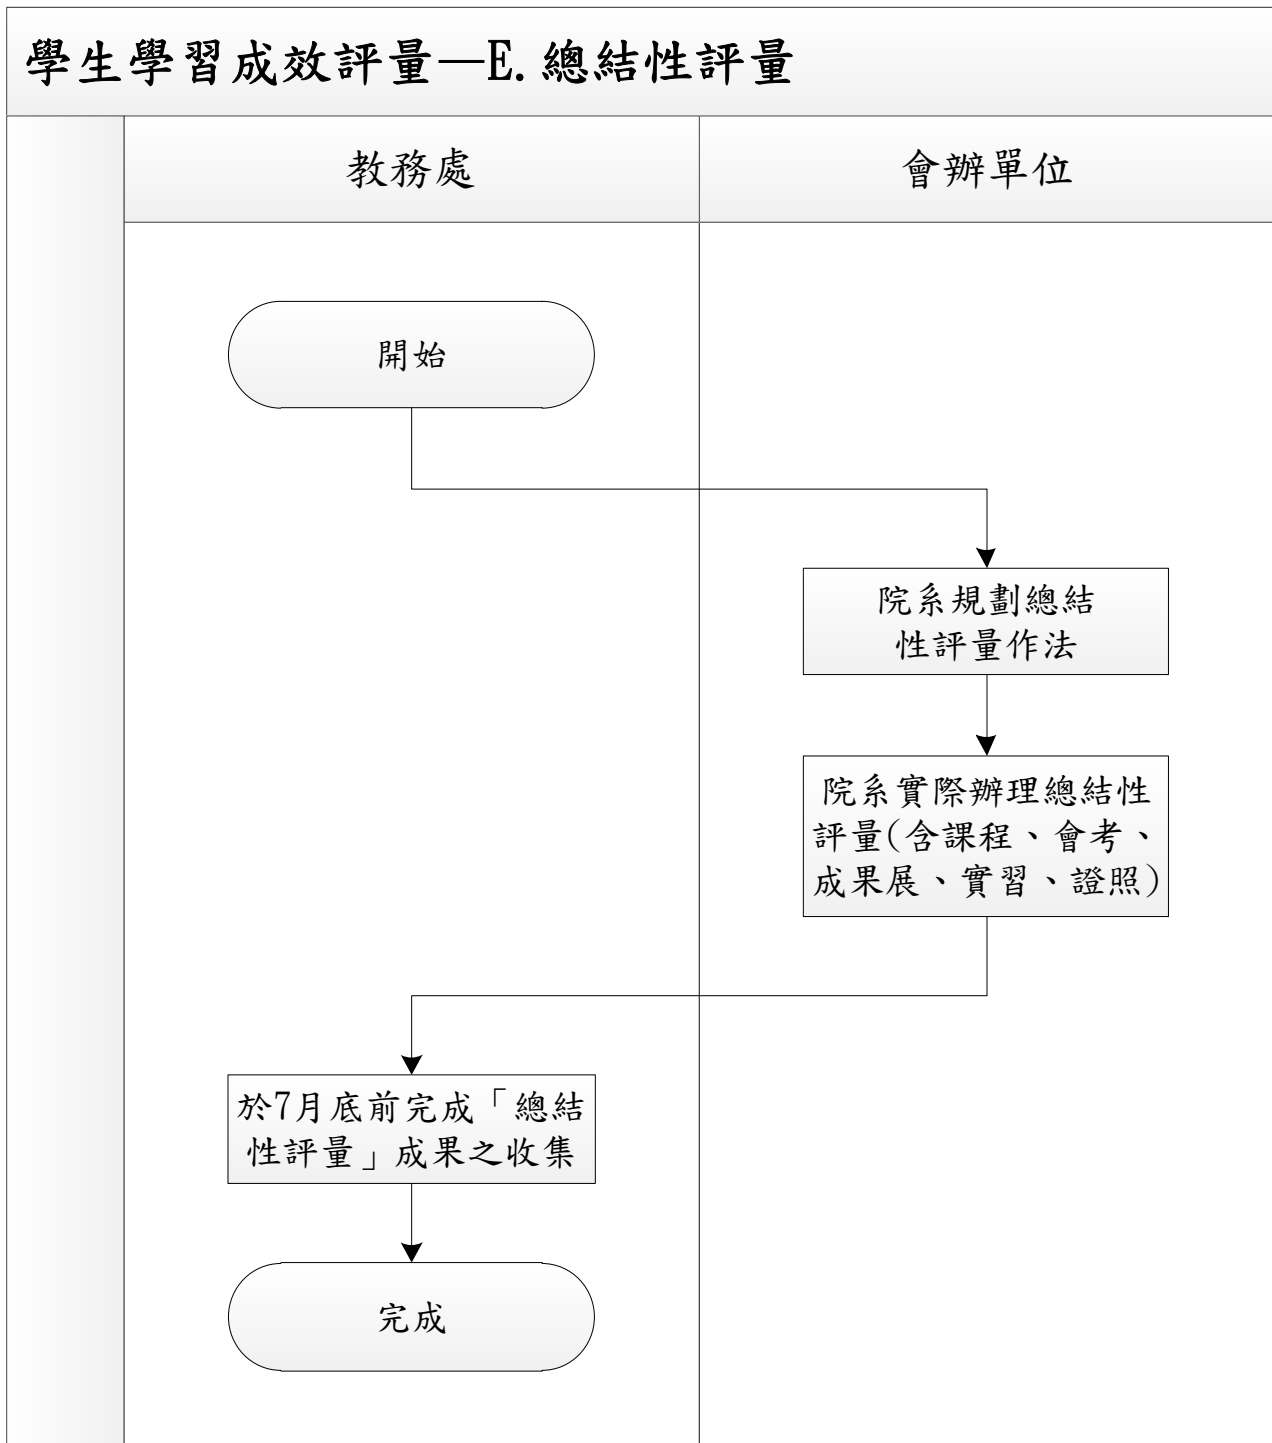 學生學習成效評量—E.總結性評量
教務處
會辦單位
開始
院系規劃總結
性評量作法
院系實際辦理總結性
評量(含課程、會考、
成果展、實習、證照)
於7月底前完成「總結
性評量」成果之收集
完成